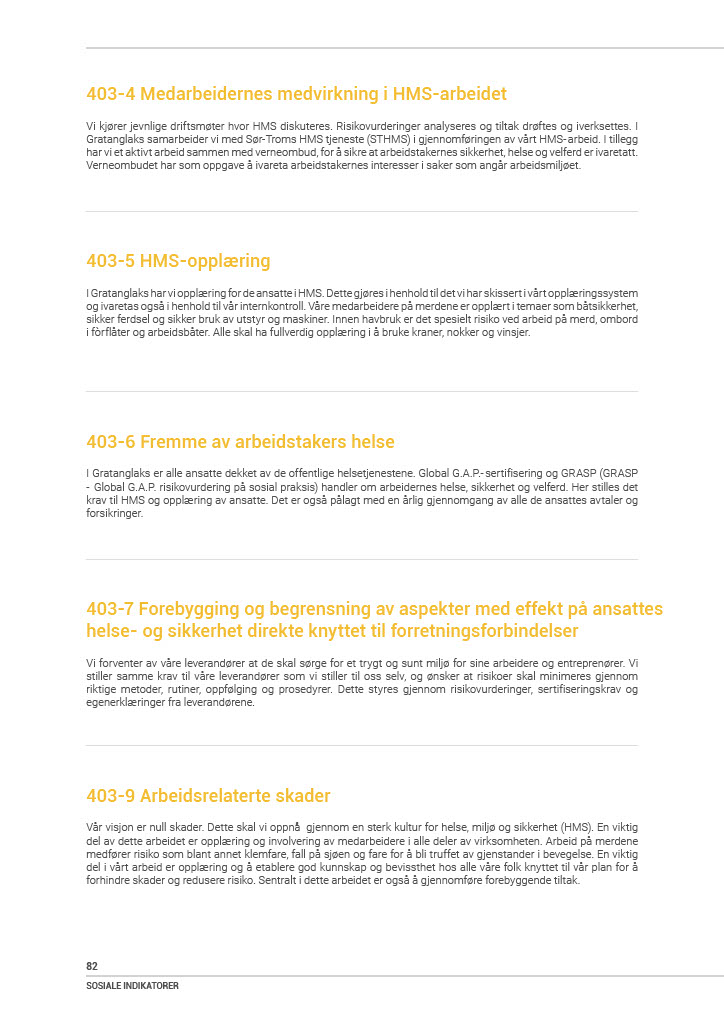 403-4 Medarbeidernes medvirkning i HMS-arbeidet
Vi kjører jevnlige driftsmøter hvor HMS diskuteres. Risikovurderinger analyseres og tiltak drøftes og iverksettes. I
Gratanglaks samarbeider vi med Sør-Troms HMS tjeneste (STHMS) i gjennomføringen av vårt HMS-arbeid. I tillegg
har vi et aktivt arbeid sammen med verneombud, for å sikre at arbeidstakernes sikkerhet, helse og velferd er ivaretatt.
Verneombudet har som oppgave å ivareta arbeidstakernes interesser i saker som angår arbeidsmiljøet.
403-5 HMS-opplæring
I Gratanglaks har vi opplæring for de ansatte i HMS. Dette gjøres i henhold til det vi har skissert i vårt opplæringssystem
og ivaretas også i henhold til vår internkontroll. Våre medarbeidere på merdene er opplært i temaer som båtsikkerhet,
sikker ferdsel og sikker bruk av utstyr og maskiner. Innen havbruk er det spesielt risiko ved arbeid på merd, ombord
i fòrflåter og arbeidsbåter. Alle skal ha fullverdig opplæring i å bruke kraner, nokker og vinsjer.
403-6 Fremme av arbeidstakers helse
I Gratanglaks er alle ansatte dekket av de offentlige helsetjenestene. Global G.A.P.-sertifisering og GRASP (GRASP
- Global G.A.P. risikovurdering på sosial praksis) handler om arbeidernes helse, sikkerhet og velferd. Her stilles det
krav til HMS og opplæring av ansatte. Det er også pålagt med en årlig gjennomgang av alle de ansattes avtaler og
forsikringer.
403-7 Forebygging og begrensning av aspekter med effekt på ansattes
helse- og sikkerhet direkte knyttet til forretningsforbindelser
Vi forventer av våre leverandører at de skal sørge for et trygt og sunt miljø for sine arbeidere og entreprenører. Vi
stiller samme krav til våre leverandører som vi stiller til oss selv, og ønsker at risikoer skal minimeres gjennom
riktige metoder, rutiner, oppfølging og prosedyrer. Dette styres gjennom risikovurderinger, sertifiseringskrav og
egenerklæringer fra leverandørene.
403-9 Arbeidsrelaterte skader
Vår visjon er null skader. Dette skal vi oppnå gjennom en sterk kultur for helse, miljø og sikkerhet (HMS). En viktig
del av dette arbeidet er opplæring og involvering av medarbeidere i alle deler av virksomheten. Arbeid på merdene
medfører risiko som blant annet klemfare, fall på sjøen og fare for å bli truffet av gjenstander i bevegelse. En viktig
del i vårt arbeid er opplæring og å etablere god kunnskap og bevissthet hos alle våre folk knyttet til vår plan for å
forhindre skader og redusere risiko. Sentralt i dette arbeidet er også å gjennomføre forebyggende tiltak.
82
SOSIALE INDIKATORER